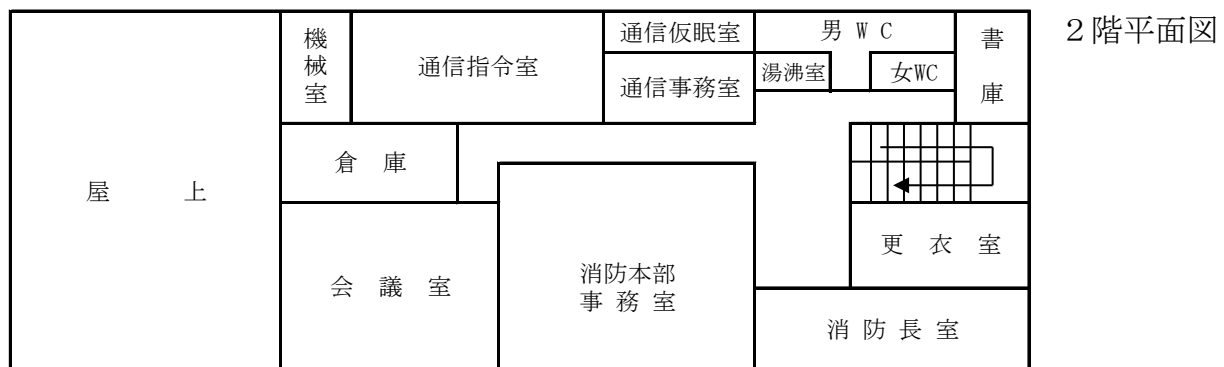 ２階平面図
機械室
通信指令室
通信仮眠室
男 WC
書庫
通信事務室
湯沸室
女WC
倉 庫
屋 上
更 衣 室
会 議 室
消防本部
事 務 室
消 防 長 室